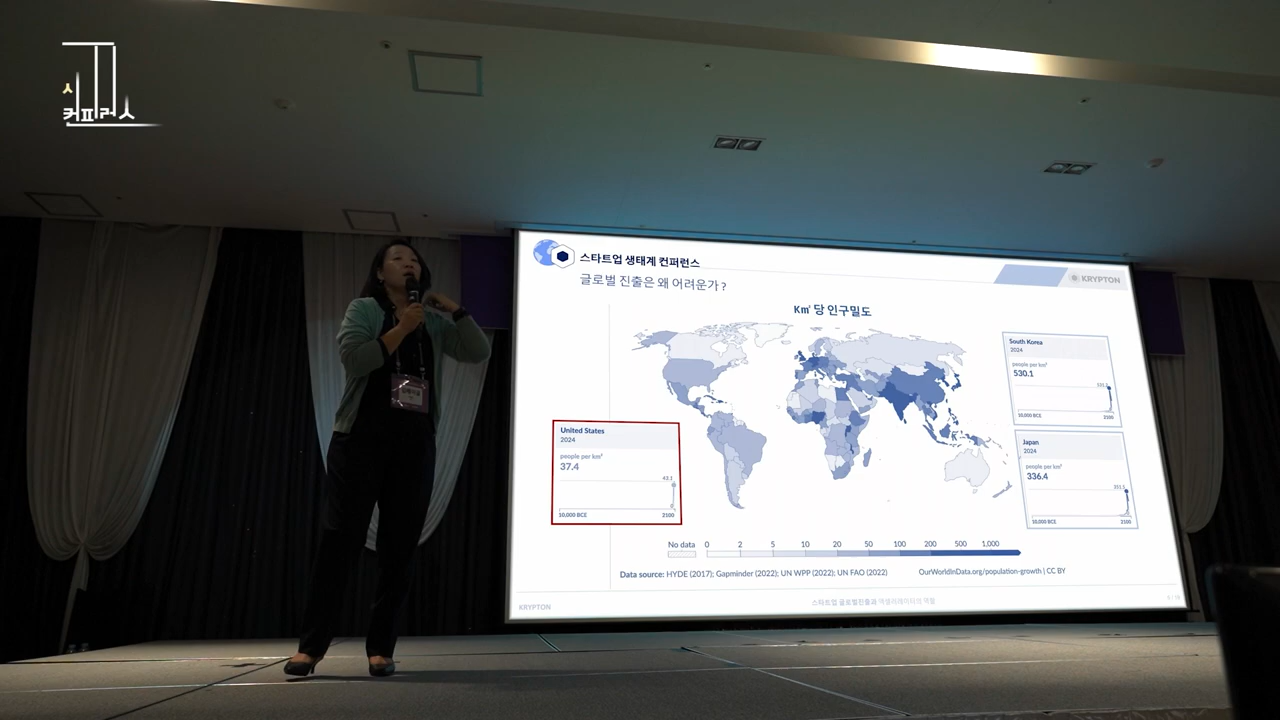 시
커피러스
스타트업 생태계 컨퍼런스
글로벌 진출은 왜 어려운가 ?
KRYPTON
Km² 당 인구밀도
South Korea
2024
people per km²
530.1
10,000 BCE 2100
United States
2024
people per km²
37.4
43.1
10,000 BCE 2100
Japan
2024
people per km²
336.4
10,000 BCE 2100
No data 0 2 5 10 20 50 100 200 500 1,000
Data source: HYDE (2017); Gapminder (2022); UN WPP (2022); UN FAO (2022) OurWorldInData.org/population-growth | CC BY
KRYPTON
스타트업 글로벌진출과 액셀러레이터의 역할